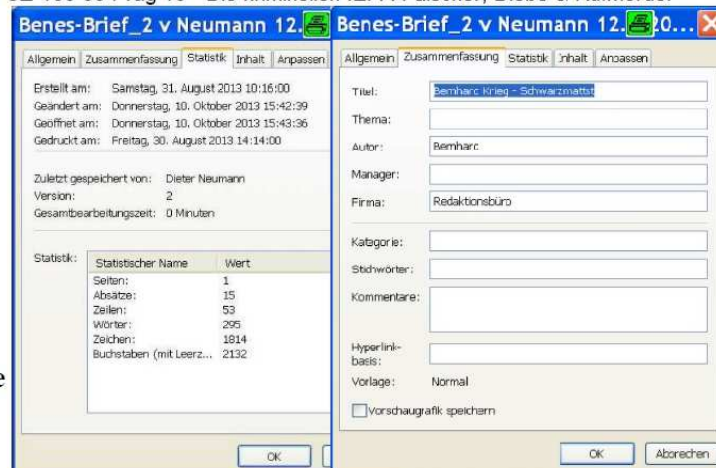 Benes-Brief_2 v Neumann 12.
Allgemein Zusammenfassung Statistik Inhalt Anpassen
Erstellt am: Samstag, 31. August 2013 10:16:00
Geändert am: Donnerstag, 10. Oktober 2013 15:42:39
Geöffnet am: Donnerstag, 10. Oktober 2013 15:43:36
Gedruckt am: Freitag, 30. August 2013 14:14:00
Zuletzt gespeichert von: Dieter Neumann
Version: 2
Gesamtbearbeitungszeit: 0 Minuten
Statistik:
Statistischer Name Wert
Seiten: 1
Absätze: 15
Zeilen: 53
Wörter: 295
Zeichen: 1814
Buchstaben (mit Leerz... 2132
e
OK
Benes-Brief_2 v Neumann 12. 20...
Allgemein Zusammenfassung Statistik Inhalt Anpassen
Titel: Bernharc Krieg - Schwarzmattst
Thema:
Autor: Bernharc
Manager:
Firma: Redaktionsbüro
Kategorie:
Stichwörter:
Kommentare:
Hyperlink-
basis:
Vorlage: Normal
Vorschaugrafik speichern
OK Abbrechen